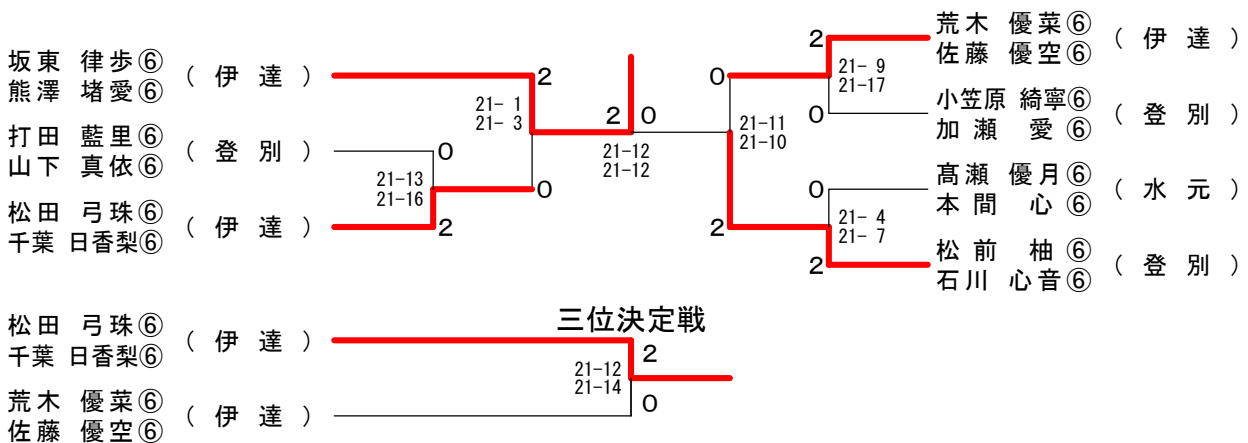 坂東 律歩⑥
熊澤 堵愛⑥
( 伊 達 )
打田 藍里⑥
山下 真依⑥
( 登 別 )
松田 弓珠⑥
千葉 日香梨⑥
( 伊 達 )
2
21- 1
21- 3
0
0
21-13
21-16
2
2 0
21-12
21-12
0
21-11
21-10
2
2
21- 9
21-17
0
0
21- 4
21- 7
2
荒木 優菜⑥
佐藤 優空⑥
( 伊 達 )
小笠原 綺寧⑥
加瀬 愛⑥
( 登 別 )
髙瀬 優月⑥
本間 心⑥
( 水 元 )
松前 柚⑥
石川 心音⑥
( 登 別 )
三位決定戦
松田 弓珠⑥
千葉 日香梨⑥
( 伊 達 )
荒木 優菜⑥
佐藤 優空⑥
( 伊 達 )
2
21-12
21-14
0